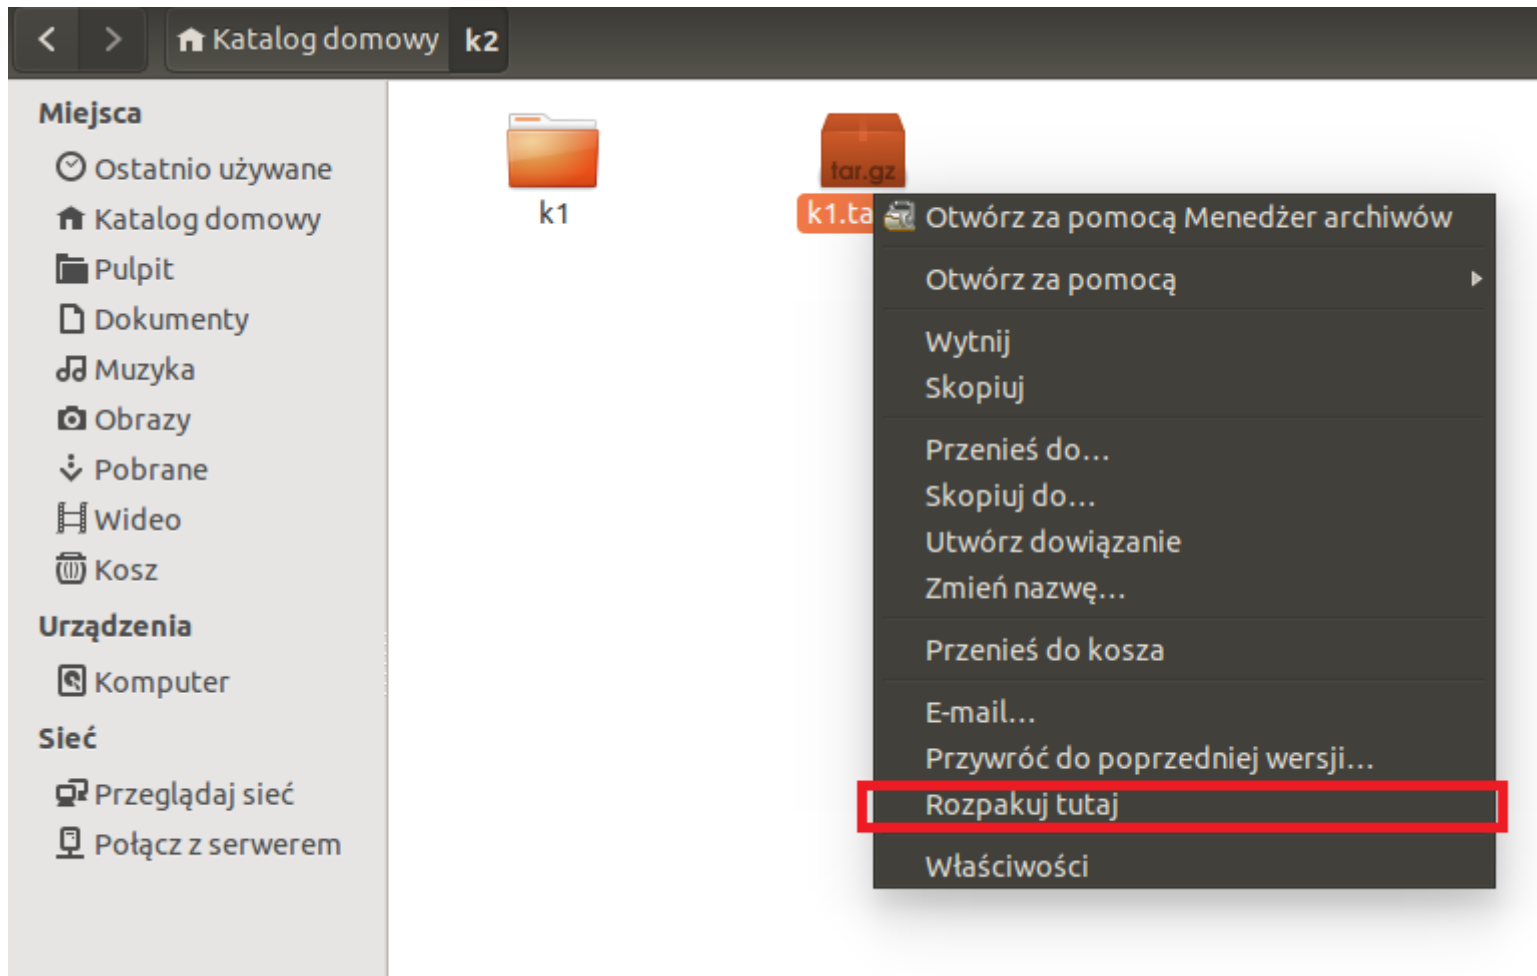 Katalog domowy k2
Miejsca
Ostatnio używane
Katalog domowy
Pulpit
Dokumenty
Muzyka
Obrazy
Pobrane
Wideo
Kosz
Urządzenia
Komputer
Sieć
Przeglądaj sieć
Połącz z serwerem
k1
tar.gz
k1.ta
Otwórz za pomocą Menedżer archiwów
Otwórz za pomocą
Wytnij
Skopiuj
Przenieś do...
Skopiuj do...
Utwórz dowiązanie
Zmień nazwę...
Przenieś do kosza
E-mail...
Przywróć do poprzedniej wersji...
Rozpakuj tutaj
Właściwości